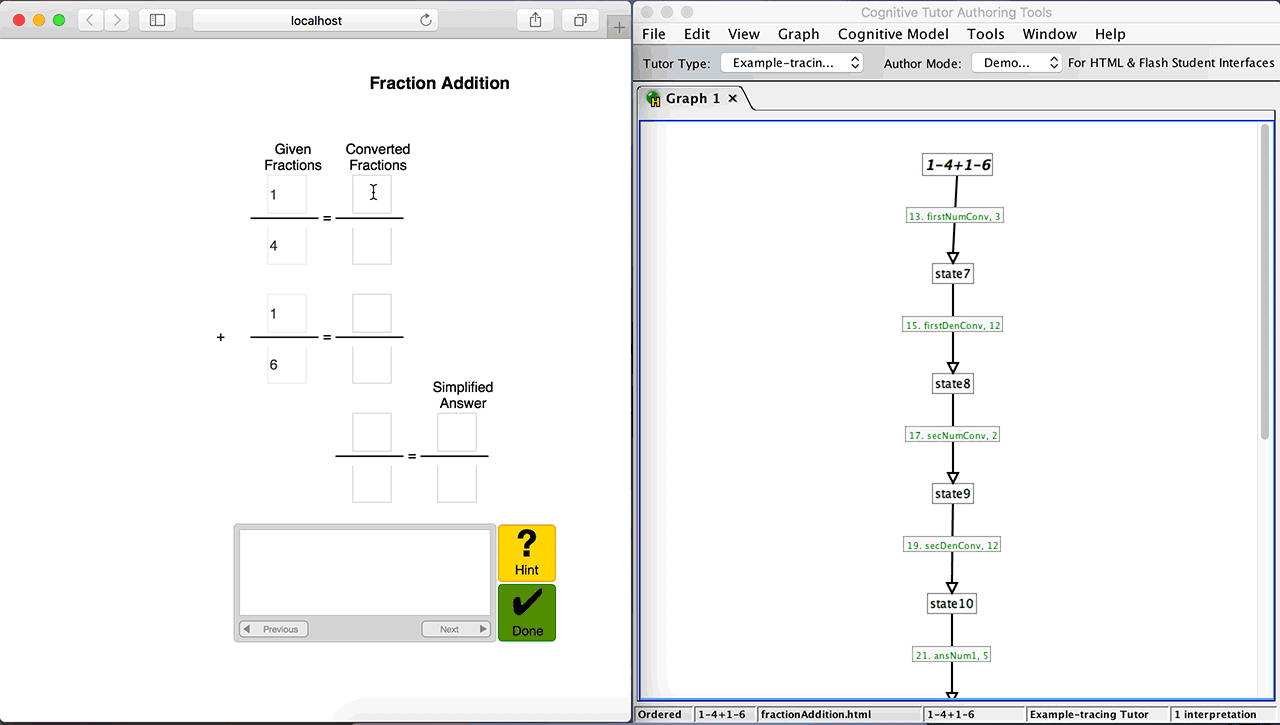 localhost
Fraction Addition
Given
Fractions
Converted
Fractions
1
=
4
1
+
=
6
Simplified
Answer
=
?
Hint
Previous
Next
Done
Cognitive Tutor Authoring Tools
File Edit View Graph Cognitive Model Tools Window Help
Tutor Type: Example-tracin... Author Mode: Demo... For HTML & Flash Student Interfaces
Graph 1
1-4+1-6
13. firstNumConv, 3
state7
15. firstDenConv, 12
state8
17. secNumConv, 2
state9
19. secDenConv, 12
state10
21. ansNum1, 5
Ordered 1-4+1-6 fractionAddition.html 1-4+1-6 Example-tracing Tutor 1 interpretation